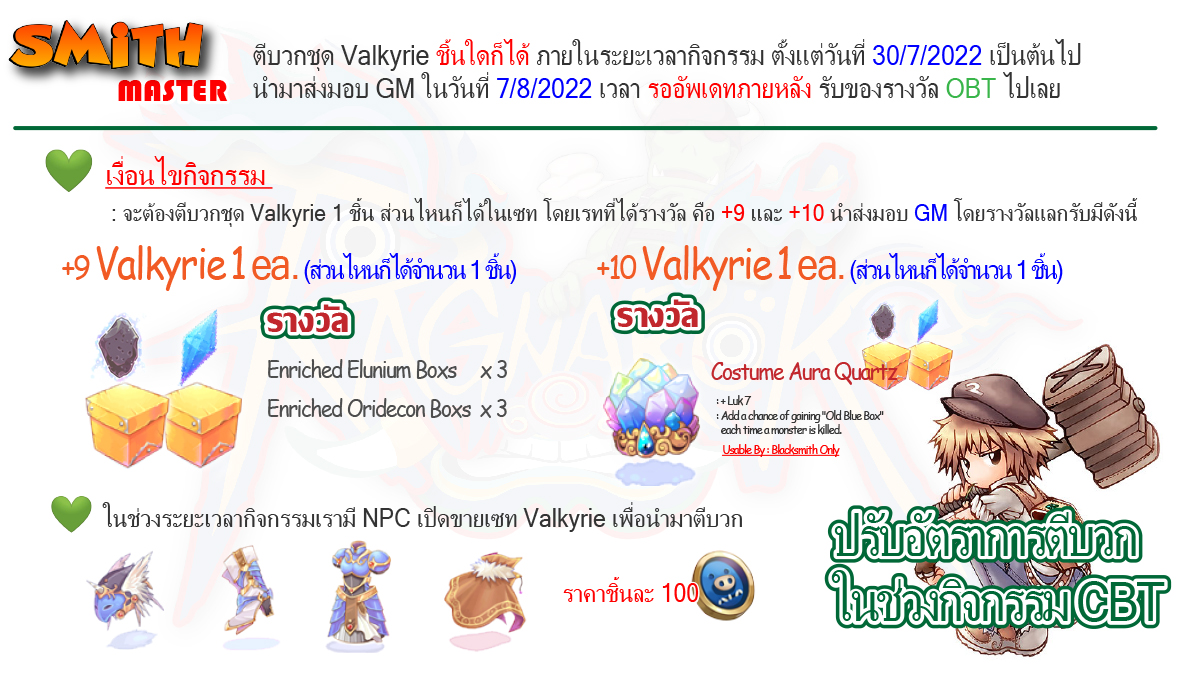 SMITH
MASTER
ตีบวกชุด Valkyrie ชิ้นใดก็ได้ ภายในระยะเวลากิจกรรม ตั้งแต่วันที่ 30/7/2022 เป็นต้นไป
นำมาส่งมอบ GM ในวันที่ 7/8/2022 เวลา รออัพเดทภายหลัง รับของรางวัล OBT ไปเลย
เงื่อนไขกิจกรรม
: จะต้องตีบวกชุด Valkyrie 1 ชิ้น ส่วนไหนก็ได้ในเซท โดยเรทที่ได้รางวัล คือ +9 และ +10 นำส่งมอบ GM โดยรางวัลแลกรับมีดังนี้
+9 Valkyrie 1 ea. (ส่วนไหนก็ได้จำนวน 1 ชิ้น)
+10 Valkyrie 1 ea. (ส่วนไหนก็ได้จำนวน 1 ชิ้น)
รางวัล
Enriched Elunium Boxs x 3
Enriched Oridecon Boxs x 3
รางวัล
Costume Aura Quartz
: + Luk 7
: Add a chance of gaining "Old Blue Box"
each time a monster is killed.
Usable By : Blacksmith Only
ในช่วงระยะเวลากิจกรรมเรามี NPC เปิดขายเซท Valkyrie เพื่อนำมาตีบวก
ราคาชิ้นละ 100
ปรับอัตราการตีบวก
ในช่วงกิจกรรม CBT
RAGNAROK